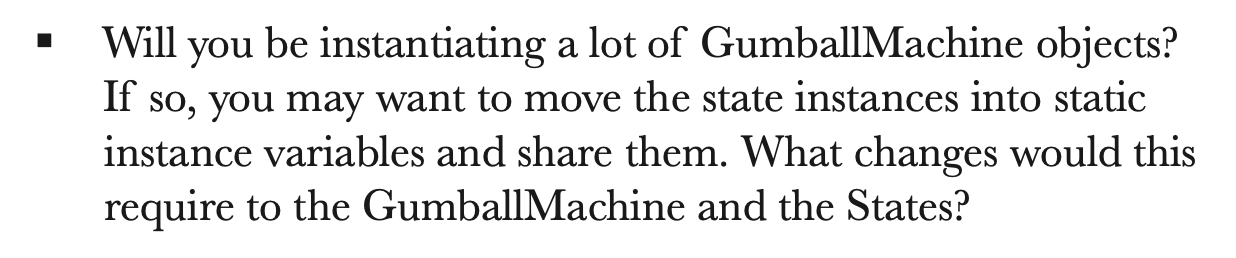 ▪ Will you be instantiating a lot of GumballMachine objects?
If so, you may want to move the state instances into static
instance variables and share them. What changes would this
require to the GumballMachine and the States?